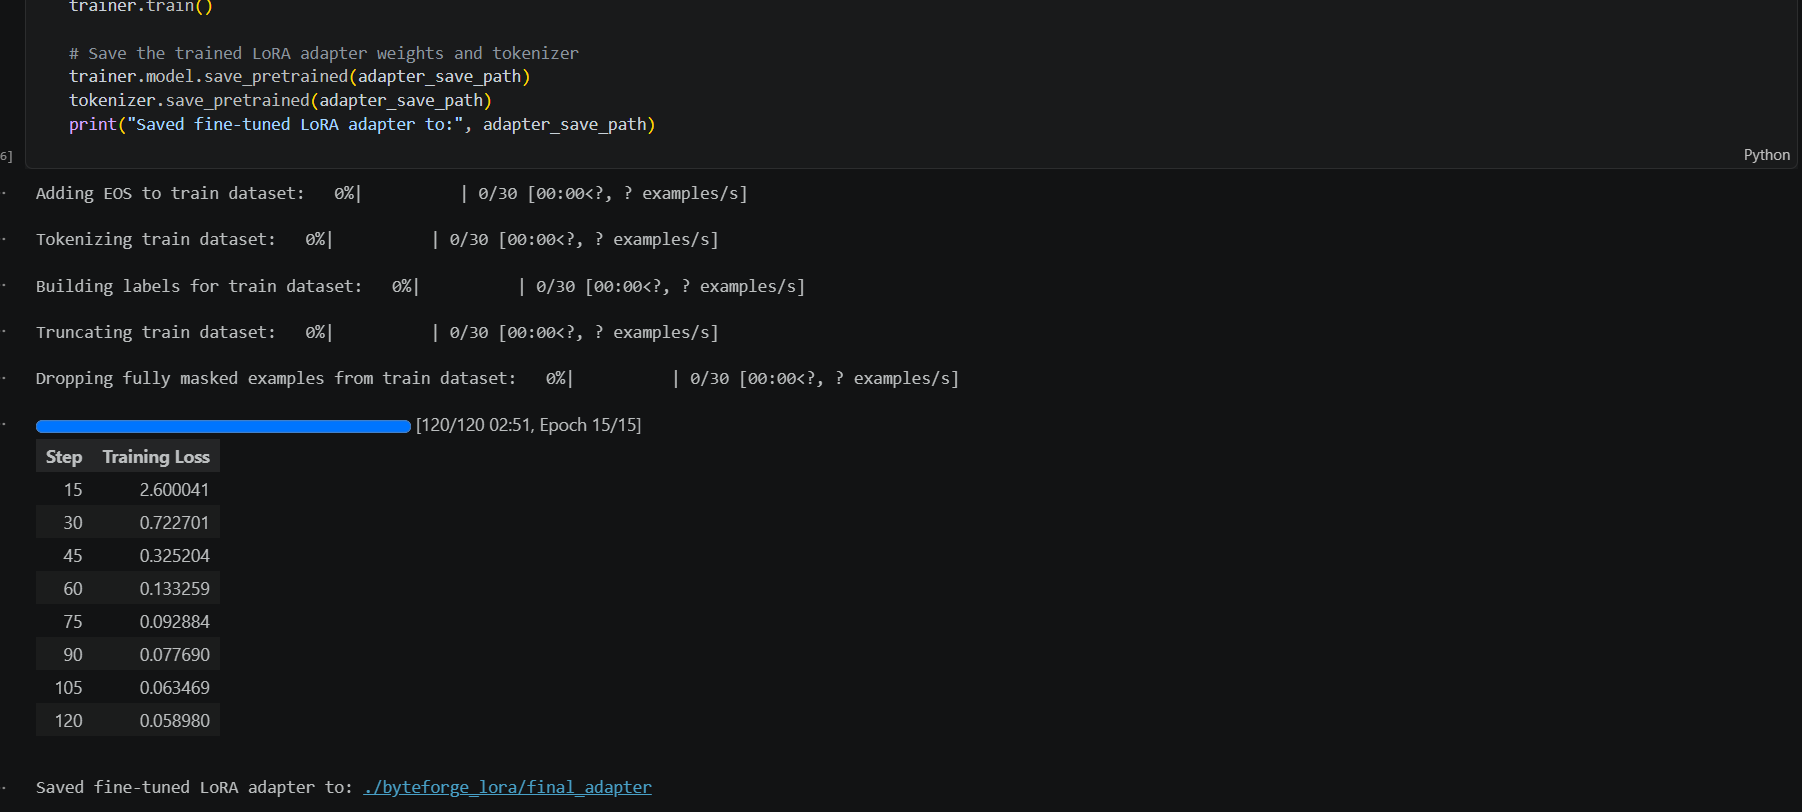 trainer.train()
# Save the trained LoRA adapter weights and tokenizer
trainer.model.save_pretrained(adapter_save_path)
tokenizer.save_pretrained(adapter_save_path)
print("Saved fine-tuned LoRA adapter to:", adapter_save_path)
6]
Python
Adding EOS to train dataset:   0%|          | 0/30 [00:00<?, ? examples/s]
Tokenizing train dataset:   0%|          | 0/30 [00:00<?, ? examples/s]
Building labels for train dataset:   0%|          | 0/30 [00:00<?, ? examples/s]
Truncating train dataset:   0%|          | 0/30 [00:00<?, ? examples/s]
Dropping fully masked examples from train dataset:   0%|          | 0/30 [00:00<?, ? examples/s]
[120/120 02:51, Epoch 15/15]
Step Training Loss
15 2.600041
30 0.722701
45 0.325204
60 0.133259
75 0.092884
90 0.077690
105 0.063469
120 0.058980
Saved fine-tuned LoRA adapter to: ./byteforge_lora/final_adapter